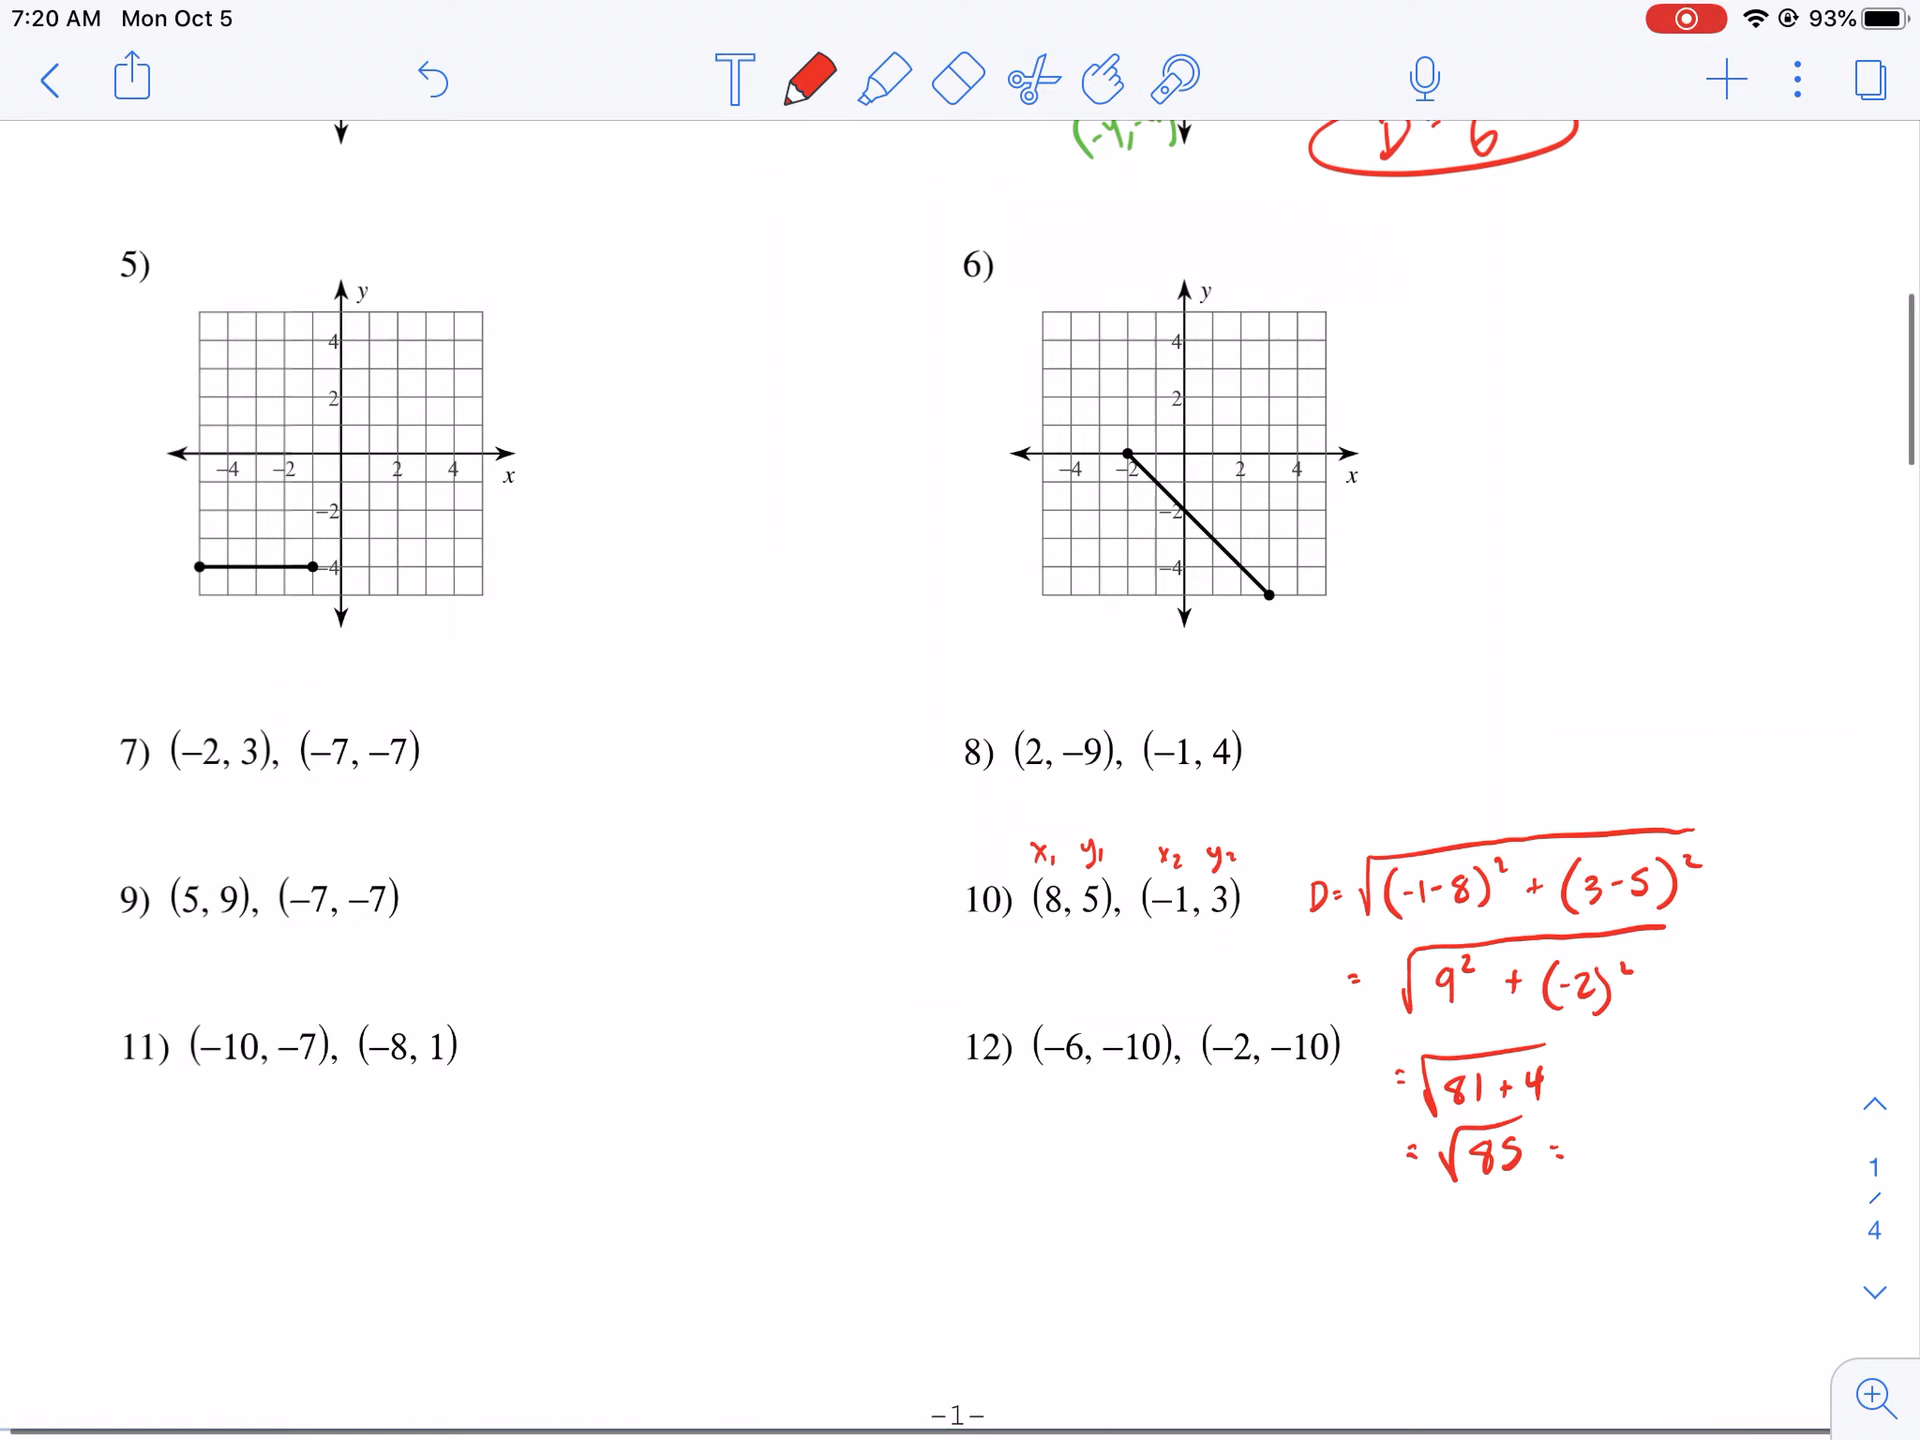 7:20 AM Mon Oct 5
93%
T
D = 6
5)
6)
y
4
2
-4 -2 2 4
x
-2
-4
y
4
2
-4 -2 2 4
x
-2
-4
7) (-2, 3), (-7, -7)
8) (2, -9), (-1, 4)
9) (5, 9), (-7, -7)
x₁ y₁ x₂ y₂
10) (8, 5), (-1, 3)
D = √(-1-8)² + (3-5)²
= √9² + (-2)²
11) (-10, -7), (-8, 1)
12) (-6, -10), (-2, -10)
= √81 + 4
= √85 =
1
/
4
-1-